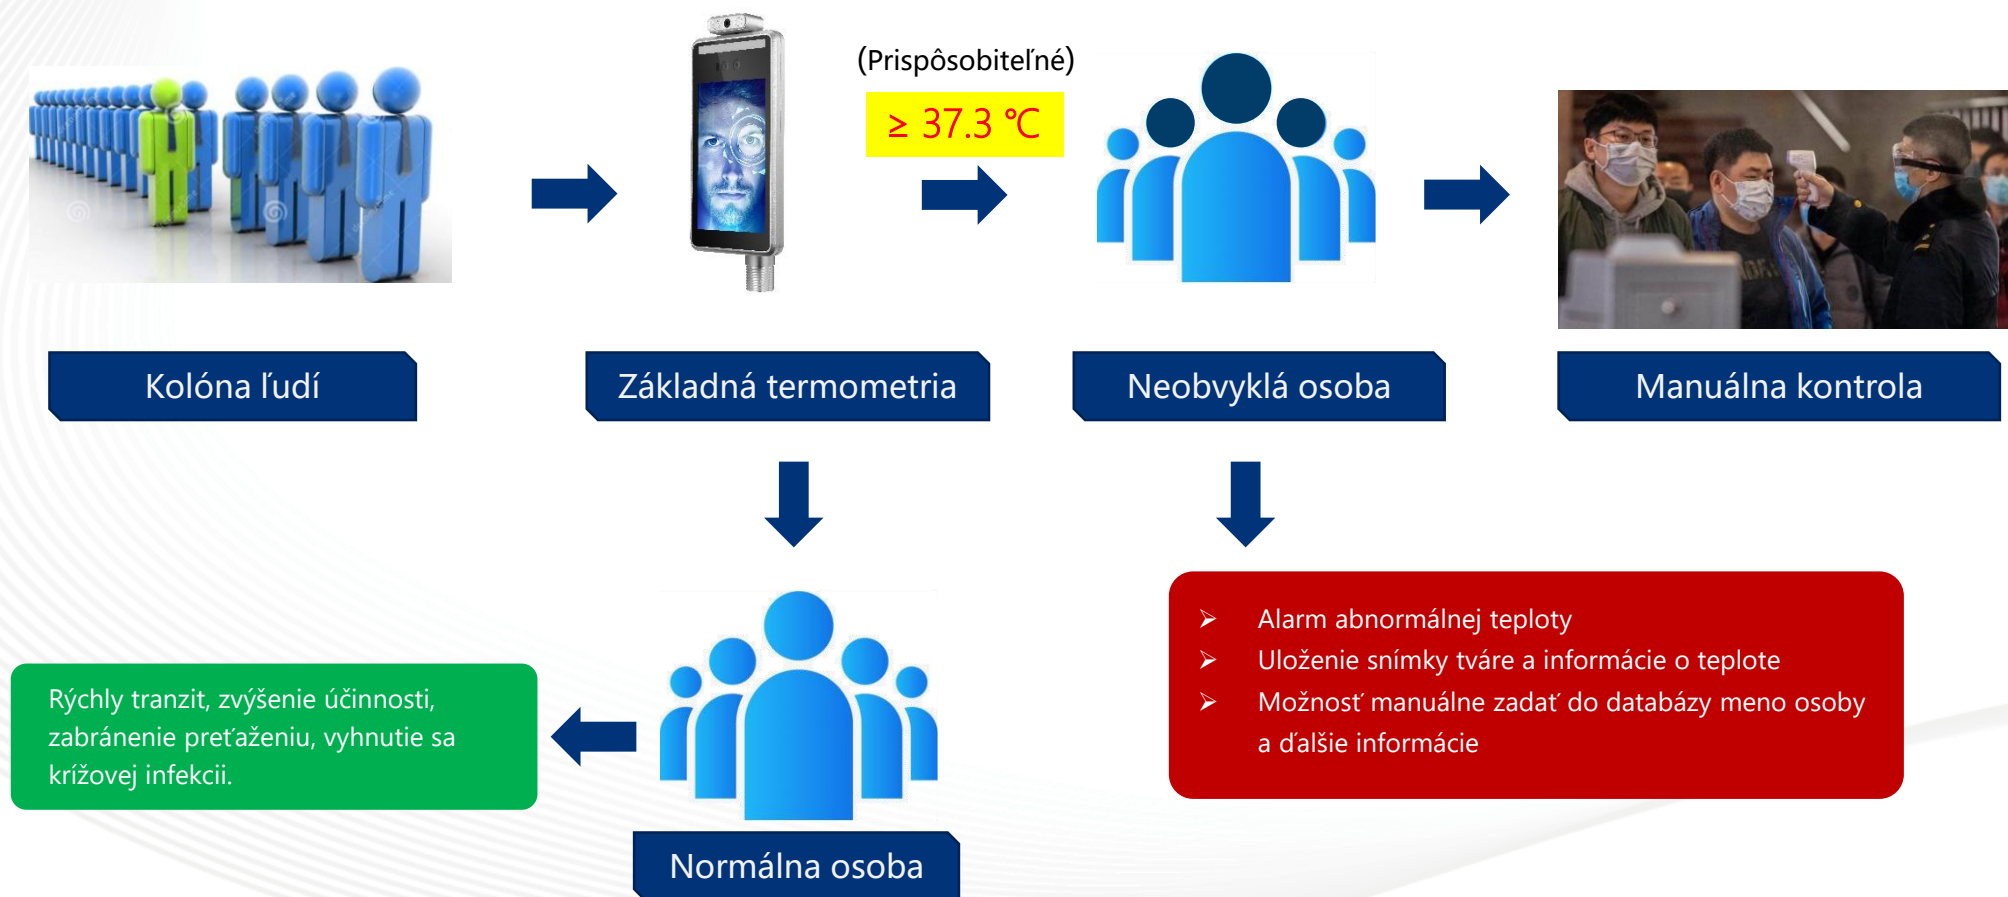 (Prispôsobiteľné)
≥ 37.3 ℃
Kolóna ľudí
Základná termometria
Neobvyklá osoba
Manuálna kontrola
Alarm abnormálnej teploty
Uloženie snímky tváre a informácie o teplote
Možnosť manuálne zadať do databázy meno osoby
a ďalšie informácie
Rýchly tranzit, zvýšenie účinnosti,
zabránenie preťaženiu, vyhnutie sa
krížovej infekcii.
Normálna osoba